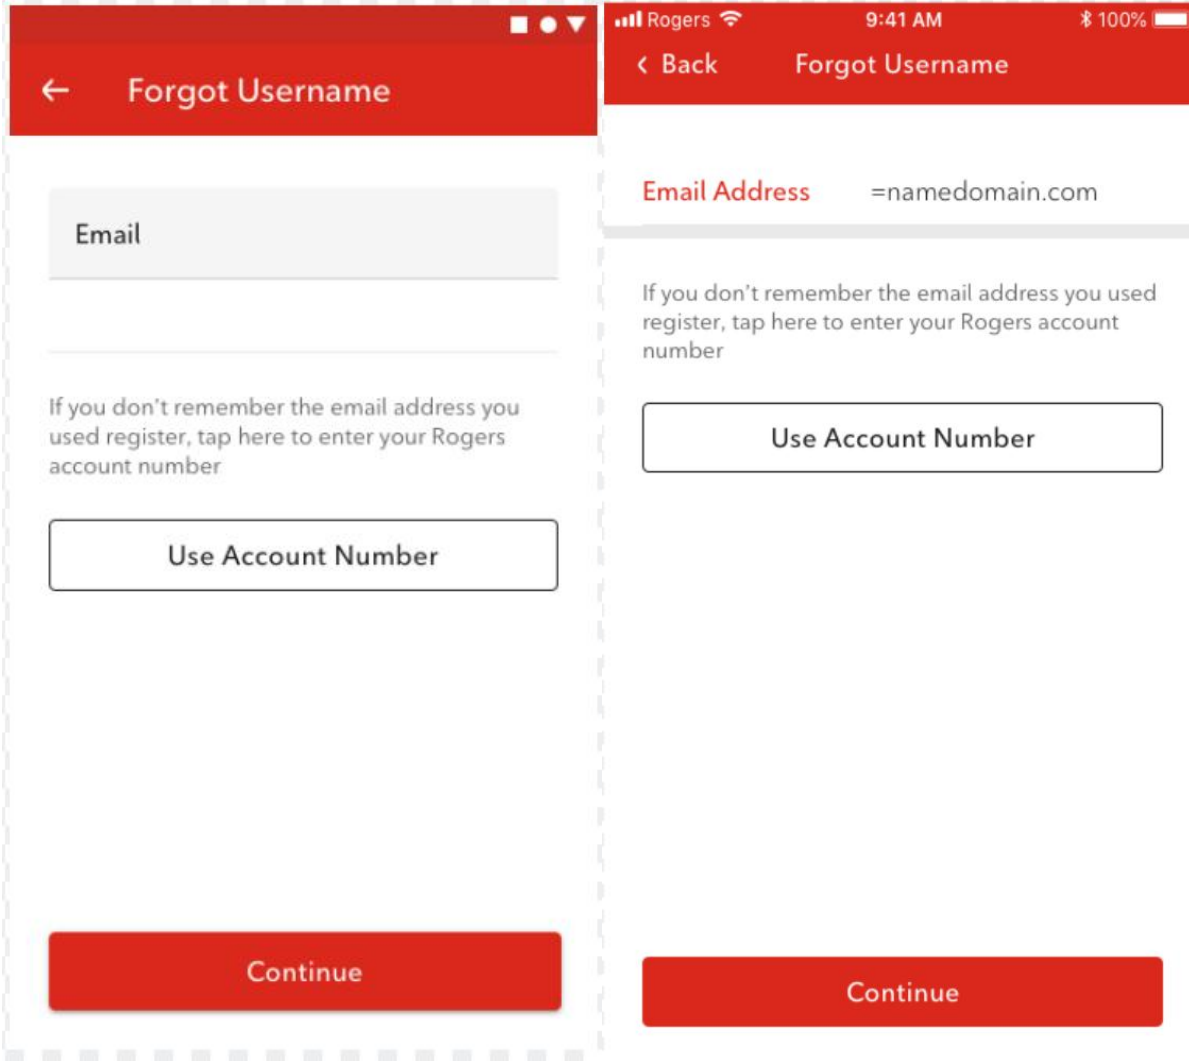 Forgot Username
Email
If you don't remember the email address you
used register, tap here to enter your Rogers
account number
Use Account Number
Continue
Rogers
9:41 AM
100%
Back
Forgot Username
Email Address
=namedomain.com
If you don't remember the email address you used
register, tap here to enter your Rogers account
number
Use Account Number
Continue